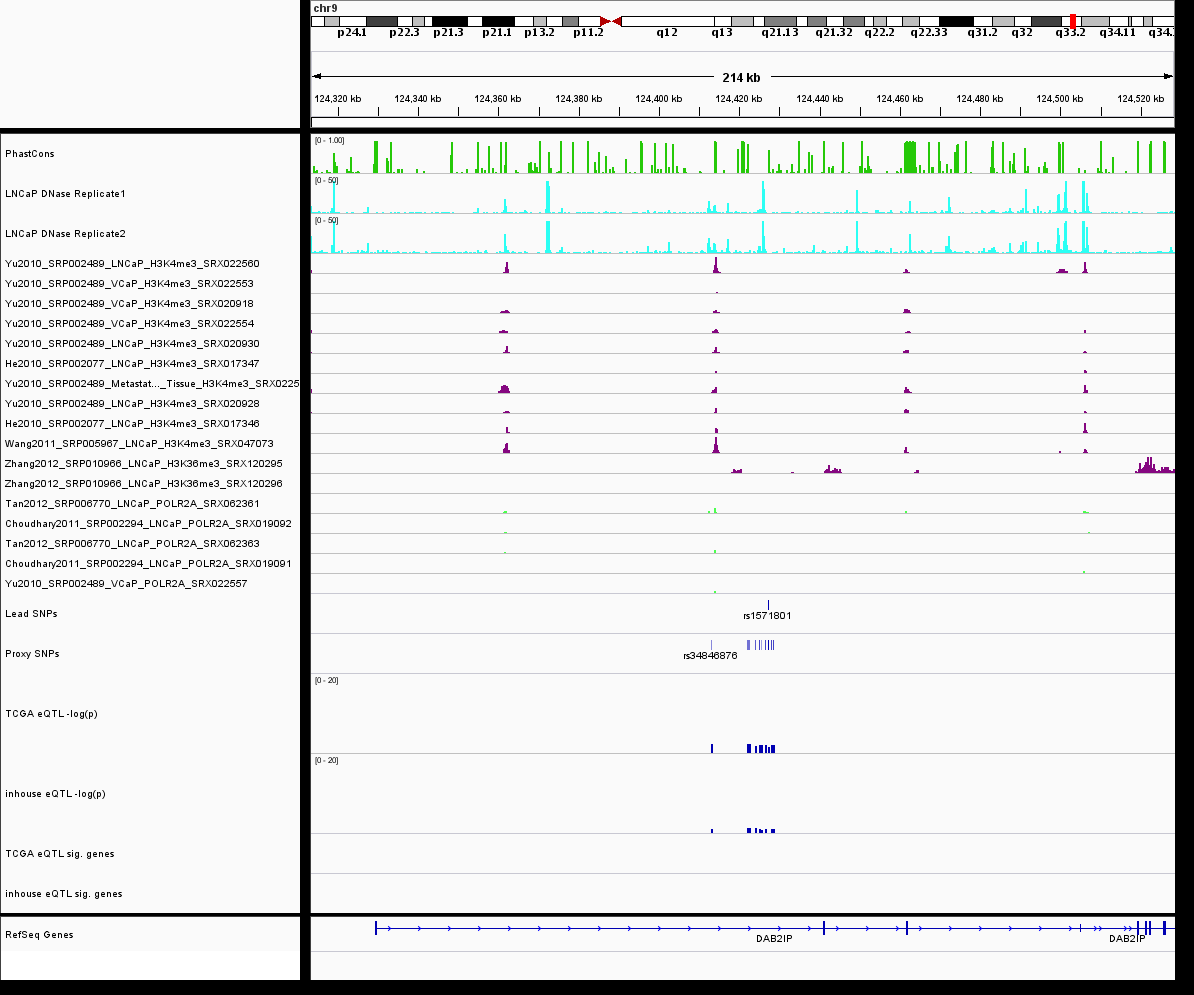 chr9
p24.1 p22.3 p21.3 p21.1 p13.2 p11.2 q12 q13 q21.13 q21.32 q22.2 q22.33 q31.2 q32 q33.2 q34.11 q34.
214 kb
124,320 kb 124,340 kb 124,360 kb 124,380 kb 124,400 kb 124,420 kb 124,440 kb 124,460 kb 124,480 kb 124,500 kb 124,520 kb
[0 - 1.00]
PhastCons
[0 - 50]
LNCaP DNase Replicate1
[0 - 50]
LNCaP DNase Replicate2
Yu2010_SRP002489_LNCaP_H3K4me3_SRX022560
Yu2010_SRP002489_VCaP_H3K4me3_SRX022553
Yu2010_SRP002489_VCaP_H3K4me3_SRX020918
Yu2010_SRP002489_VCaP_H3K4me3_SRX022554
Yu2010_SRP002489_LNCaP_H3K4me3_SRX020930
He2010_SRP002077_LNCaP_H3K4me3_SRX017347
Yu2010_SRP002489_Metastat..._Tissue_H3K4me3_SRX0225
Yu2010_SRP002489_LNCaP_H3K4me3_SRX020928
He2010_SRP002077_LNCaP_H3K4me3_SRX017346
Wang2011_SRP005967_LNCaP_H3K4me3_SRX047073
Zhang2012_SRP010966_LNCaP_H3K36me3_SRX120295
Zhang2012_SRP010966_LNCaP_H3K36me3_SRX120296
Tan2012_SRP006770_LNCaP_POLR2A_SRX062361
Choudhary2011_SRP002294_LNCaP_POLR2A_SRX019092
Tan2012_SRP006770_LNCaP_POLR2A_SRX062363
Choudhary2011_SRP002294_LNCaP_POLR2A_SRX019091
Yu2010_SRP002489_VCaP_POLR2A_SRX022557
Lead SNPs
rs1571801
Proxy SNPs
rs34846876
[0 - 20]
TCGA eQTL -log(p)
[0 - 20]
inhouse eQTL -log(p)
TCGA eQTL sig. genes
inhouse eQTL sig. genes
RefSeq Genes
DAB2IP DAB2IP